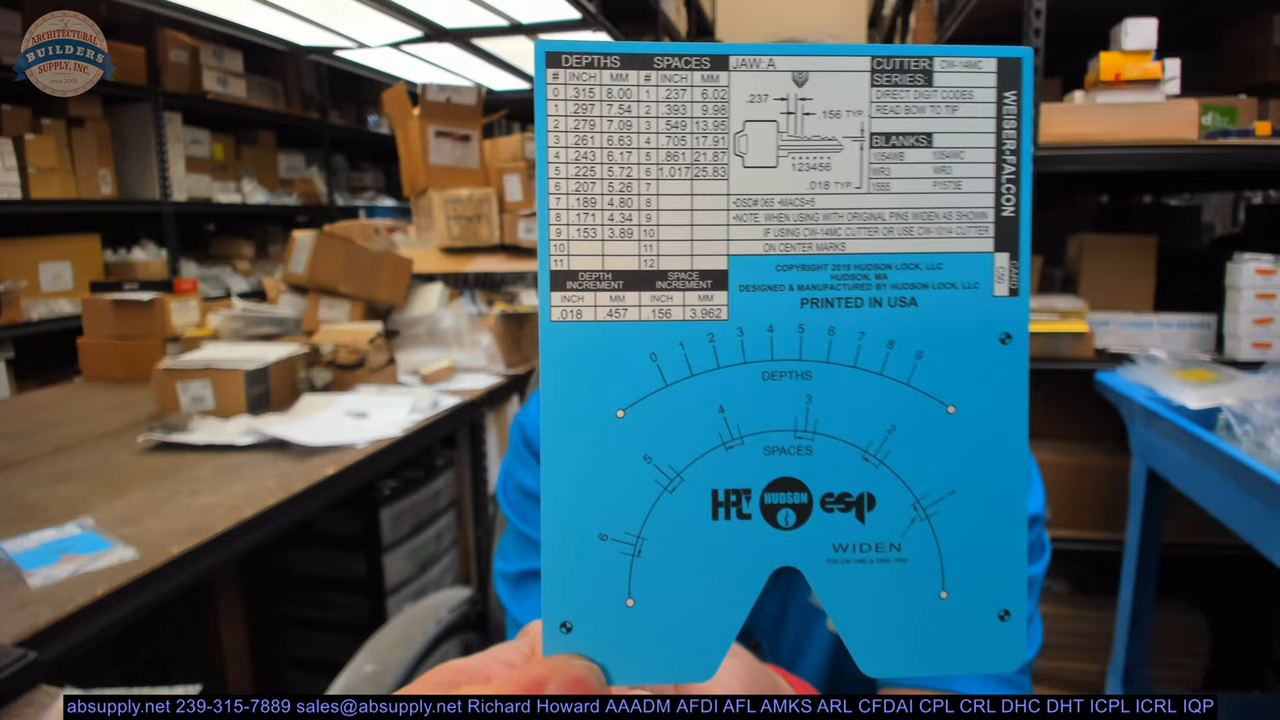 ARCHITECTURAL
BUILDERS
SUPPLY, INC.
DEPTHS SPACES
# INCH MM # INCH MM
0 .315 8.00 1 .237 6.02
1 .297 7.54 2 .393 9.98
2 .279 7.09 3 .549 13.95
3 .261 6.63 4 .705 17.91
4 .243 6.17 5 .861 21.87
5 .225 5.72 6 1.017 25.83
6 .207 5.26 7
7 .189 4.80 8
8 .171 4.34 9
9 .153 3.89 10
10 11
11 12
DEPTH INCREMENT SPACE INCREMENT
INCH MM INCH MM
.018 .457 .156 3.962
JAW: A
.237
.156 TYP.
123456
.018 TYP.
CUTTER: CW-14MC
SERIES:
DIRECT DIGIT CODES
READ BOW TO TIP
BLANKS:
1054WB 1054WC
WR3 WR3
1555 P1573E
•DSD# 065 •MACS=5
•NOTE: WHEN USING WITH ORIGINAL PINS WIDEN AS SHOWN
IF USING CW-14MC CUTTER OR USE CW-1014 CUTTER
ON CENTER MARKS
WISER-FALCON
CARD
COPYRIGHT 2019 HUDSON LOCK, LLC
HUDSON, MA
DESIGNED & MANUFACTURED BY HUDSON LOCK, LLC
PRINTED IN USA
0 1 2 3 4 5 6 7 8 9
DEPTHS
6 5 4 3 2 1
SPACES
HPC HUDSON ESP
WIDEN
absupply.net 239-315-7889 sales@absupply.net Richard Howard AAADM AFDI AFL AMKS ARL CFDAI CPL CRL DHC DHT ICPL ICRL IQP